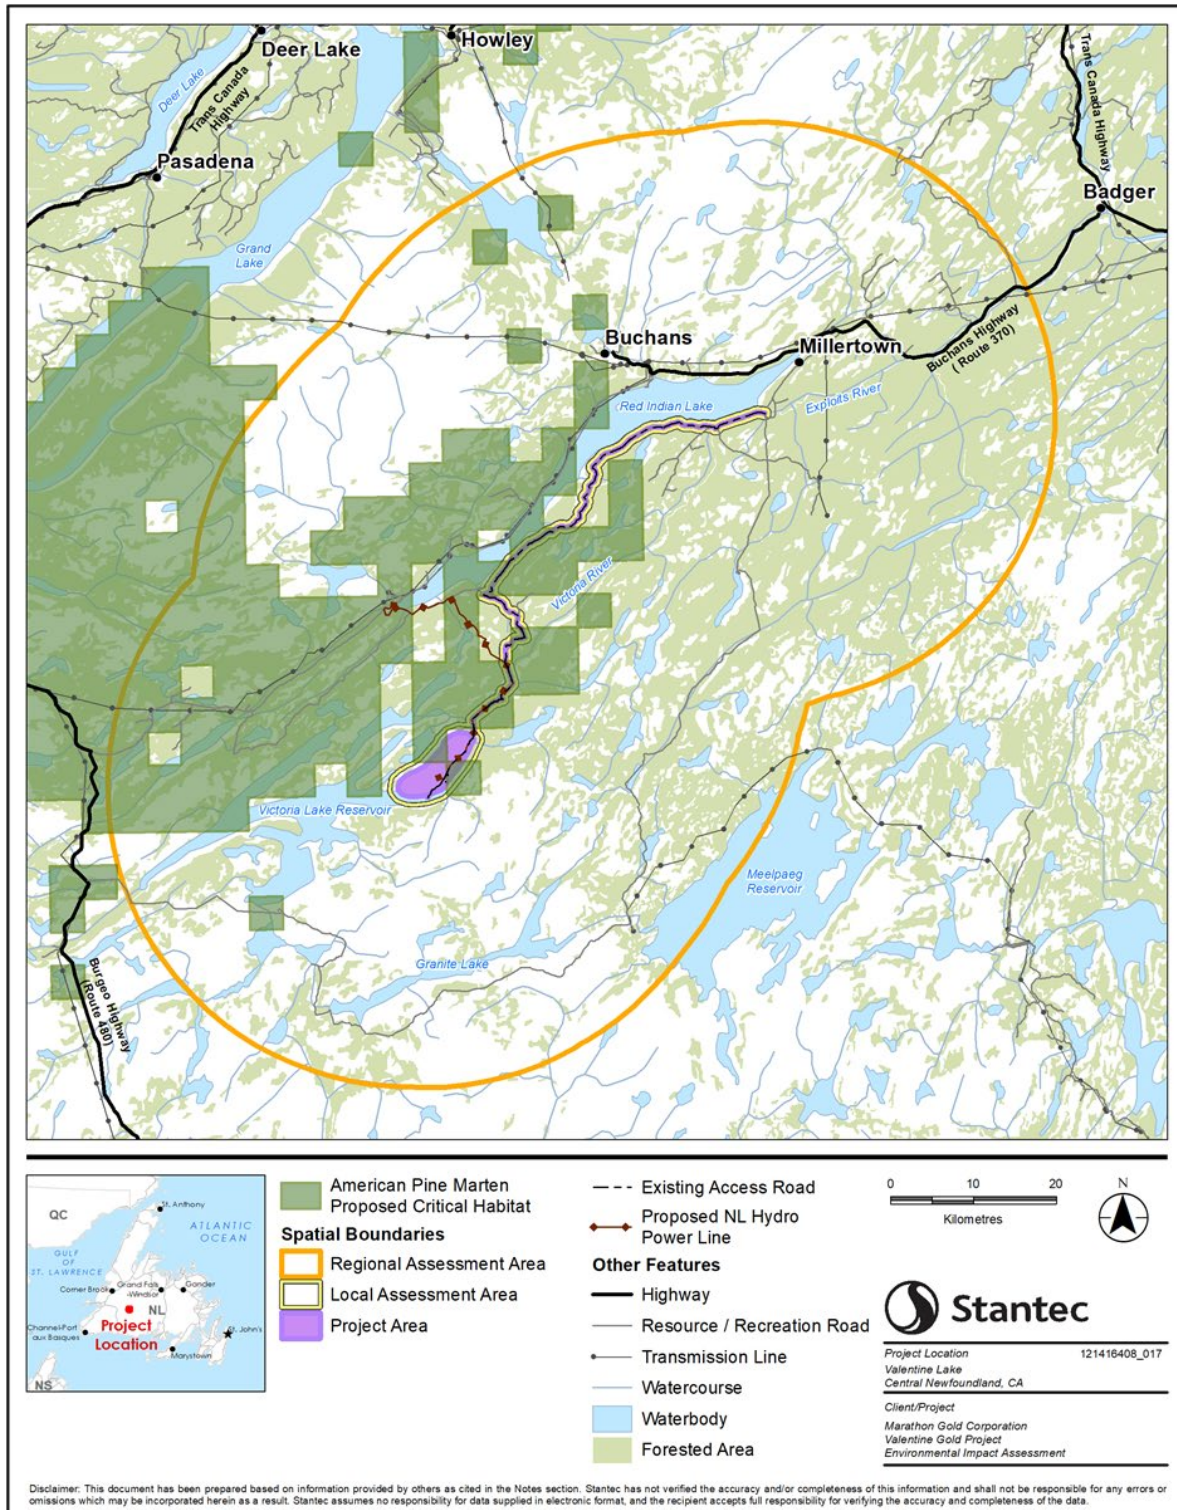 Deer Lake
Howley
Deer Lake
Trans Canada
Highway
Trans Canada Highway
Pasadena
Badger
Grand
Lake
Buchans
Millertown
Buchans Highway
( Route 370)
Red Indian Lake
Exploits River
Victoria River
Victoria Lake Reservoir
Meelpaeg
Reservoir
Granite Lake
Burgeo Highway
(Route 480)
QC
St. Anthony
ATLANTIC
OCEAN
GULF
OF
ST. LAWRENCE
Corner Brook
Grand Falls
-Windsor
Gander
NL
Project
Location
Channel-Port
aux Basques
St. John's
Marystown
NS
American Pine Marten
Proposed Critical Habitat
Spatial Boundaries
Regional Assessment Area
Local Assessment Area
Project Area
Existing Access Road
Proposed NL Hydro
Power Line
Other Features
Highway
Resource / Recreation Road
Transmission Line
Watercourse
Waterbody
Forested Area
0 10 20
Kilometres
N
Stantec
Project Location 121416408_017
Valentine Lake
Central Newfoundland, CA
Client/Project
Marathon Gold Corporation
Valentine Gold Project
Environmental Impact Assessment
Disclaimer: This document has been prepared based on information provided by others as cited in the Notes section. Stantec has not verified the accuracy and/or completeness of this information and shall not be responsible for any errors or
omissions which may be incorporated herein as a result. Stantec assumes no responsibility for data supplied in electronic format, and the recipient accepts full responsibility for verifying the accuracy and completeness of the data.